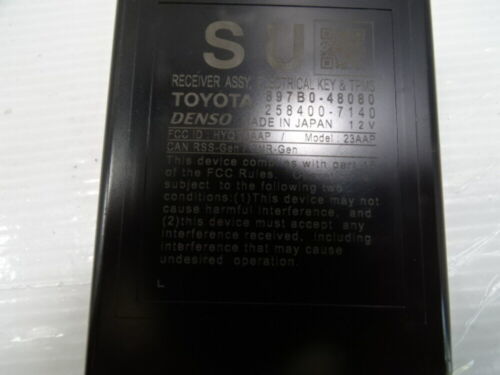 S U
RECEIVER ASSY, ELECTRICAL KEY & TPMS
TOYOTA 897B0-48080
DENSO 258400-7140
MADE IN JAPAN 12V
FCC ID: / Model: 23AAP
CAN RSS-Gen /
This device complies with part 15
of the FCC Rules.
subject to the following two
conditions:(1)This device may not
cause harmful interference, and
(2)this device must accept any
interference received, including
interference that may cause
undesired operation.
L